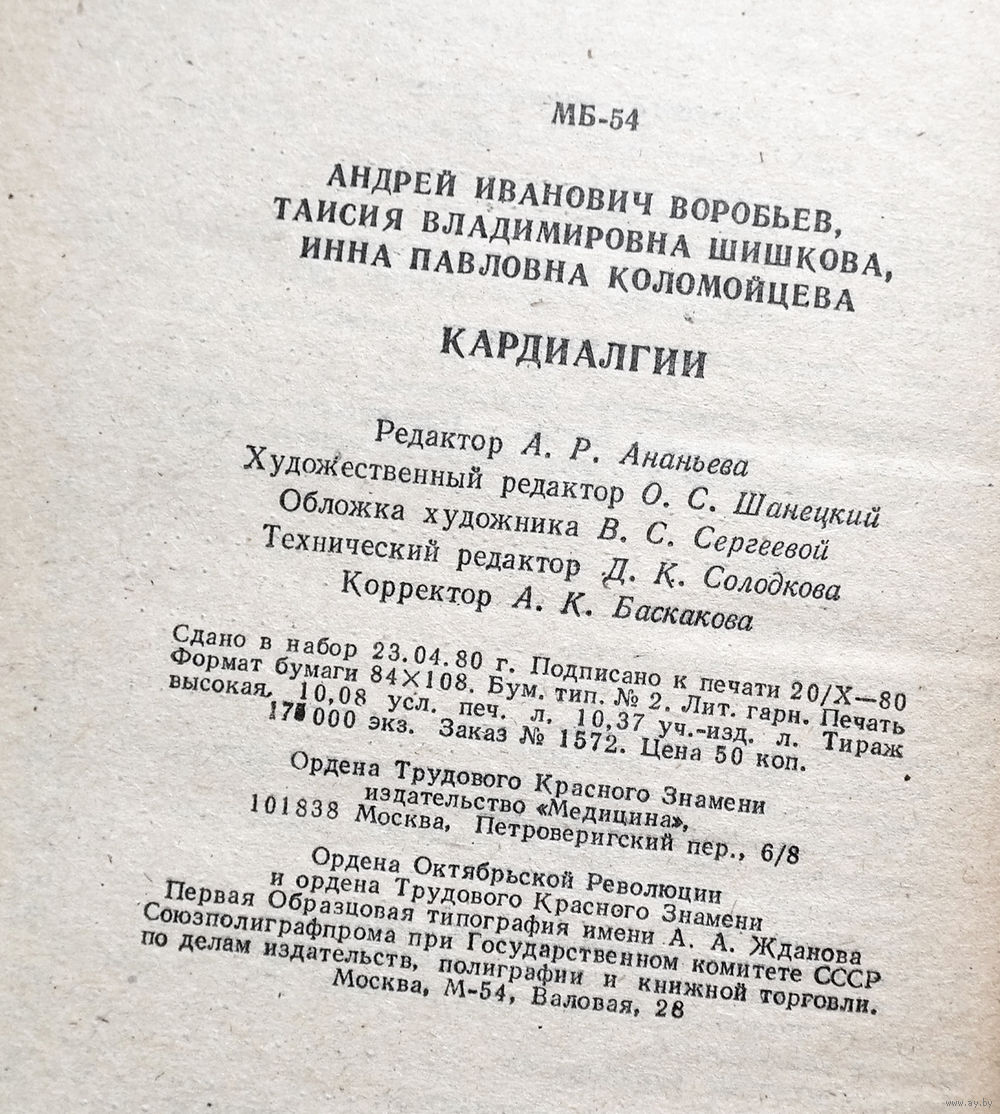 МБ-54
АНДРЕЙ ИВАНОВИЧ ВОРОБЬЕВ,
ТАИСИЯ ВЛАДИМИРОВНА ШИШКОВА,
ИННА ПАВЛОВНА КОЛОМОЙЦЕВА
КАРДИАЛГИИ
Редактор А. Р. Ананьева
Художественный редактор О. С. Шанецкий
Обложка художника В. С. Сергеевой
Технический редактор Д. К. Солодкова
Корректор А. К. Баскакова
Сдано в набор 23.04.80 г. Подписано к печати 20/X—80
Формат бумаги 84×108. Бум. тип. № 2. Лит. гарн. Печать
высокая. 10,08 усл. печ. л. 10,37 уч.-изд. л. Тираж
000 экз. Заказ № 1572. Цена 50 коп.
Ордена Трудового Красного Знамени
издательство «Медицина»,
101838 Москва, Петроверигский пер., 6/8
Ордена Октябрьской Революции
и ордена Трудового Красного Знамени
Первая Образцовая типография имени А. А. Жданова
Союзполиграфпрома при Государственном комитете СССР
по делам издательств, полиграфии и книжной торговли.
Москва, М-54, Валовая, 28
www.ay.by